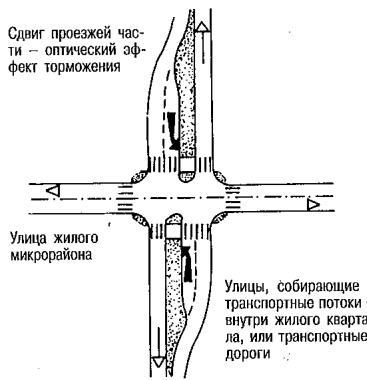 Сдвиг проезжей час-
ти – оптический эф-
фект торможения
Улица жилого
микрорайона
Улицы, собирающие
транспортные потоки
внутри жилого кварта-
ла, или транспортные
дороги